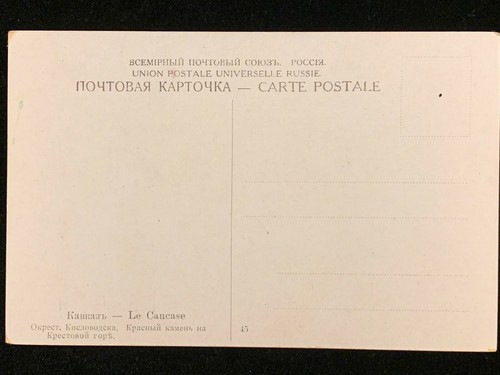 ВСЕМІРНЫЙ ПОЧТОВЫЙ СОЮЗЪ. РОССІЯ.
UNION POSTALE UNIVERSELLE RUSSIE.
ПОЧТОВАЯ КАРТОЧКА — CARTE POSTALE
Кавказъ — Le Caucase
Окрест. Кисловодска. Красный камень на
Крестовой горѣ.
45